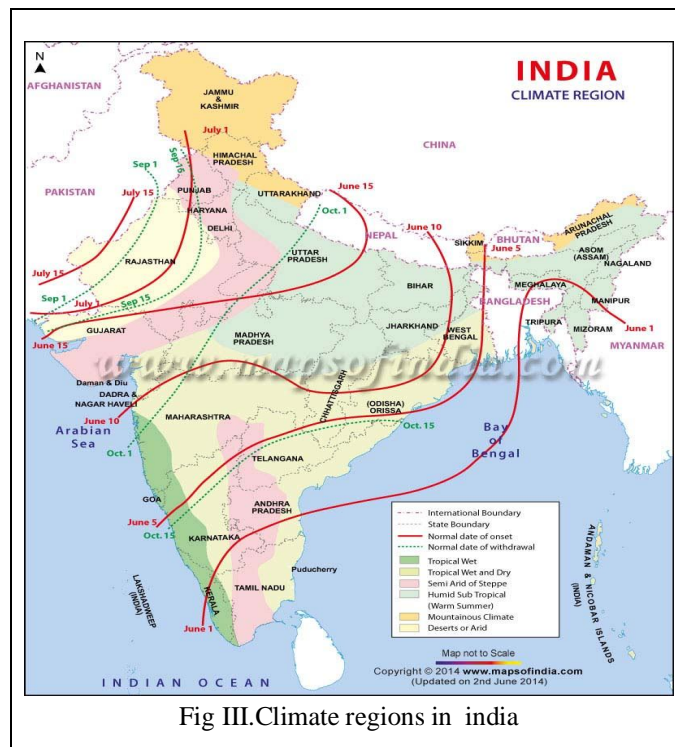 INDIA
CLIMATE REGION
N
AFGHANISTAN
JAMMU
&
KASHMIR
July 1
HIMACHAL
PRADESH
CHINA
Sep 1
Sep 15
PAKISTAN
July 15
PUNJAB
UTTARAKHAND
June 15
HARYANA
Oct. 1
DELHI
NEPAL
June 10
SIKKIM
June 5
BHUTAN
ARUNACHAL
PRADESH
ASOM
(ASSAM)
NAGALAND
July 15
RAJASTHAN
UTTAR
PRADESH
Sep 1
July 1
Sep 15
BIHAR
MEGHALAYA
BANGLADESH
MANIPUR
GUJARAT
June 15
JHARKHAND
WEST
BENGAL
TRIPURA
MIZORAM
June 1
MYANMAR
MADHYA
PRADESH
www.mapsofindia.com
Daman & Diu
DADRA &
NAGAR HAVELI
CHHATTISGARH
(ODISHA)
ORISSA
June 10
MAHARASHTRA
Arabian
Sea
Oct. 1
Oct. 15
Bay
of
Bengal
TELANGANA
GOA
June 5
Oct. 15
ANDHRA
PRADESH
KARNATAKA
Puducherry
LAKSHADWEEP
(INDIA)
KERALA
TAMIL NADU
June 1
ANDAMAN & NICOBAR ISLANDS
(INDIA)
INDIAN OCEAN
International Boundary
State Boundary
Normal date of onset
Normal date of withdrawal
Tropical Wet
Tropical Wet and Dry
Semi Arid of Steppe
Humid Sub Tropical
(Warm Summer)
Mountainous Climate
Deserts or Arid
Map not to Scale
Copyright © 2014 www.mapsofindia.com
(Updated on 2nd June 2014)
Fig III.Climate regions in india